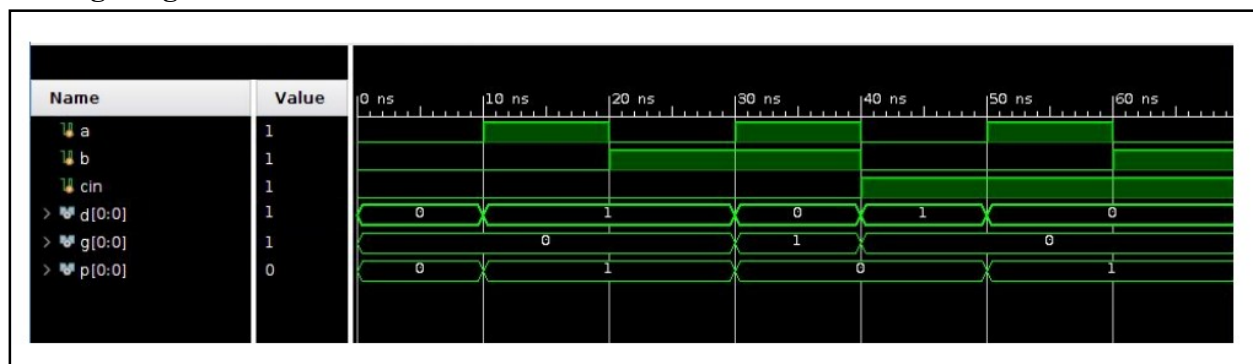 Name Value 0 ns 10 ns 20 ns 30 ns 40 ns 50 ns 60 ns
a 1
b 1
cin 1
d[0:0] 1 0 1 0 1 0
g[0:0] 1 0 1 0
p[0:0] 0 0 1 0 1